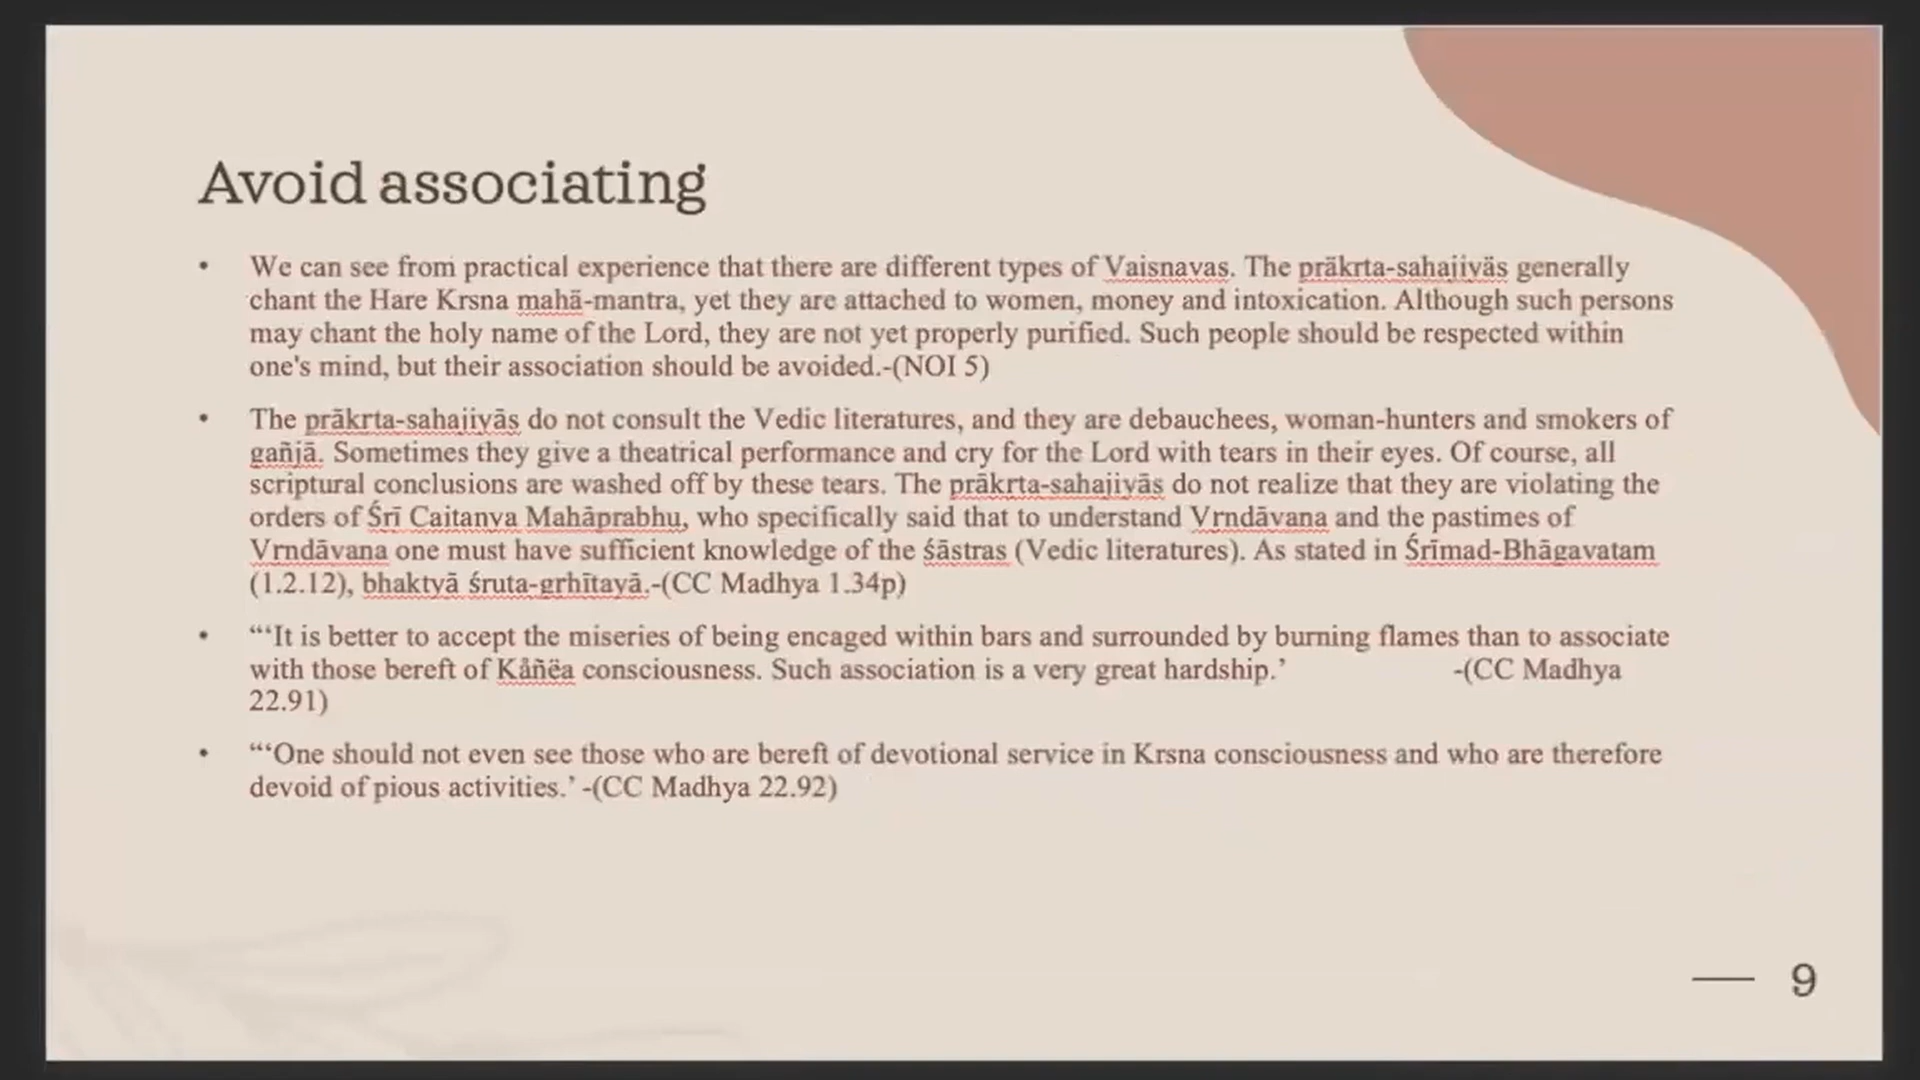 Avoid associating
• We can see from practical experience that there are different types of Vaisnavas. The präkrta-sahajiyäs generally
chant the Hare Krsna mahä-mantra, yet they are attached to women, money and intoxication. Although such persons
may chant the holy name of the Lord, they are not yet properly purified. Such people should be respected within
one's mind, but their association should be avoided.-(NOI 5)
• The prākrta-sahajiyās do not consult the Vedic literatures, and they are debauchees, woman-hunters and smokers of
gañjā. Sometimes they give a theatrical performance and cry for the Lord with tears in their eyes. Of course, all
scriptural conclusions are washed off by these tears. The prākrta-sahajiyās do not realize that they are violating the
orders of Śrī Caitanya Mahāprabhu, who specifically said that to understand Vrndāvana and the pastimes of
Vrndāvana one must have sufficient knowledge of the śāstras (Vedic literatures). As stated in Śrīmad-Bhāgavatam
(1.2.12), bhaktyā śruta-grhītayā.-(CC Madhya 1.34p)
• “‘It is better to accept the miseries of being encaged within bars and surrounded by burning flames than to associate
with those bereft of Kåñëa consciousness. Such association is a very great hardship.’ -(CC Madhya
22.91)
• “‘One should not even see those who are bereft of devotional service in Krsna consciousness and who are therefore
devoid of pious activities.’ -(CC Madhya 22.92)
9